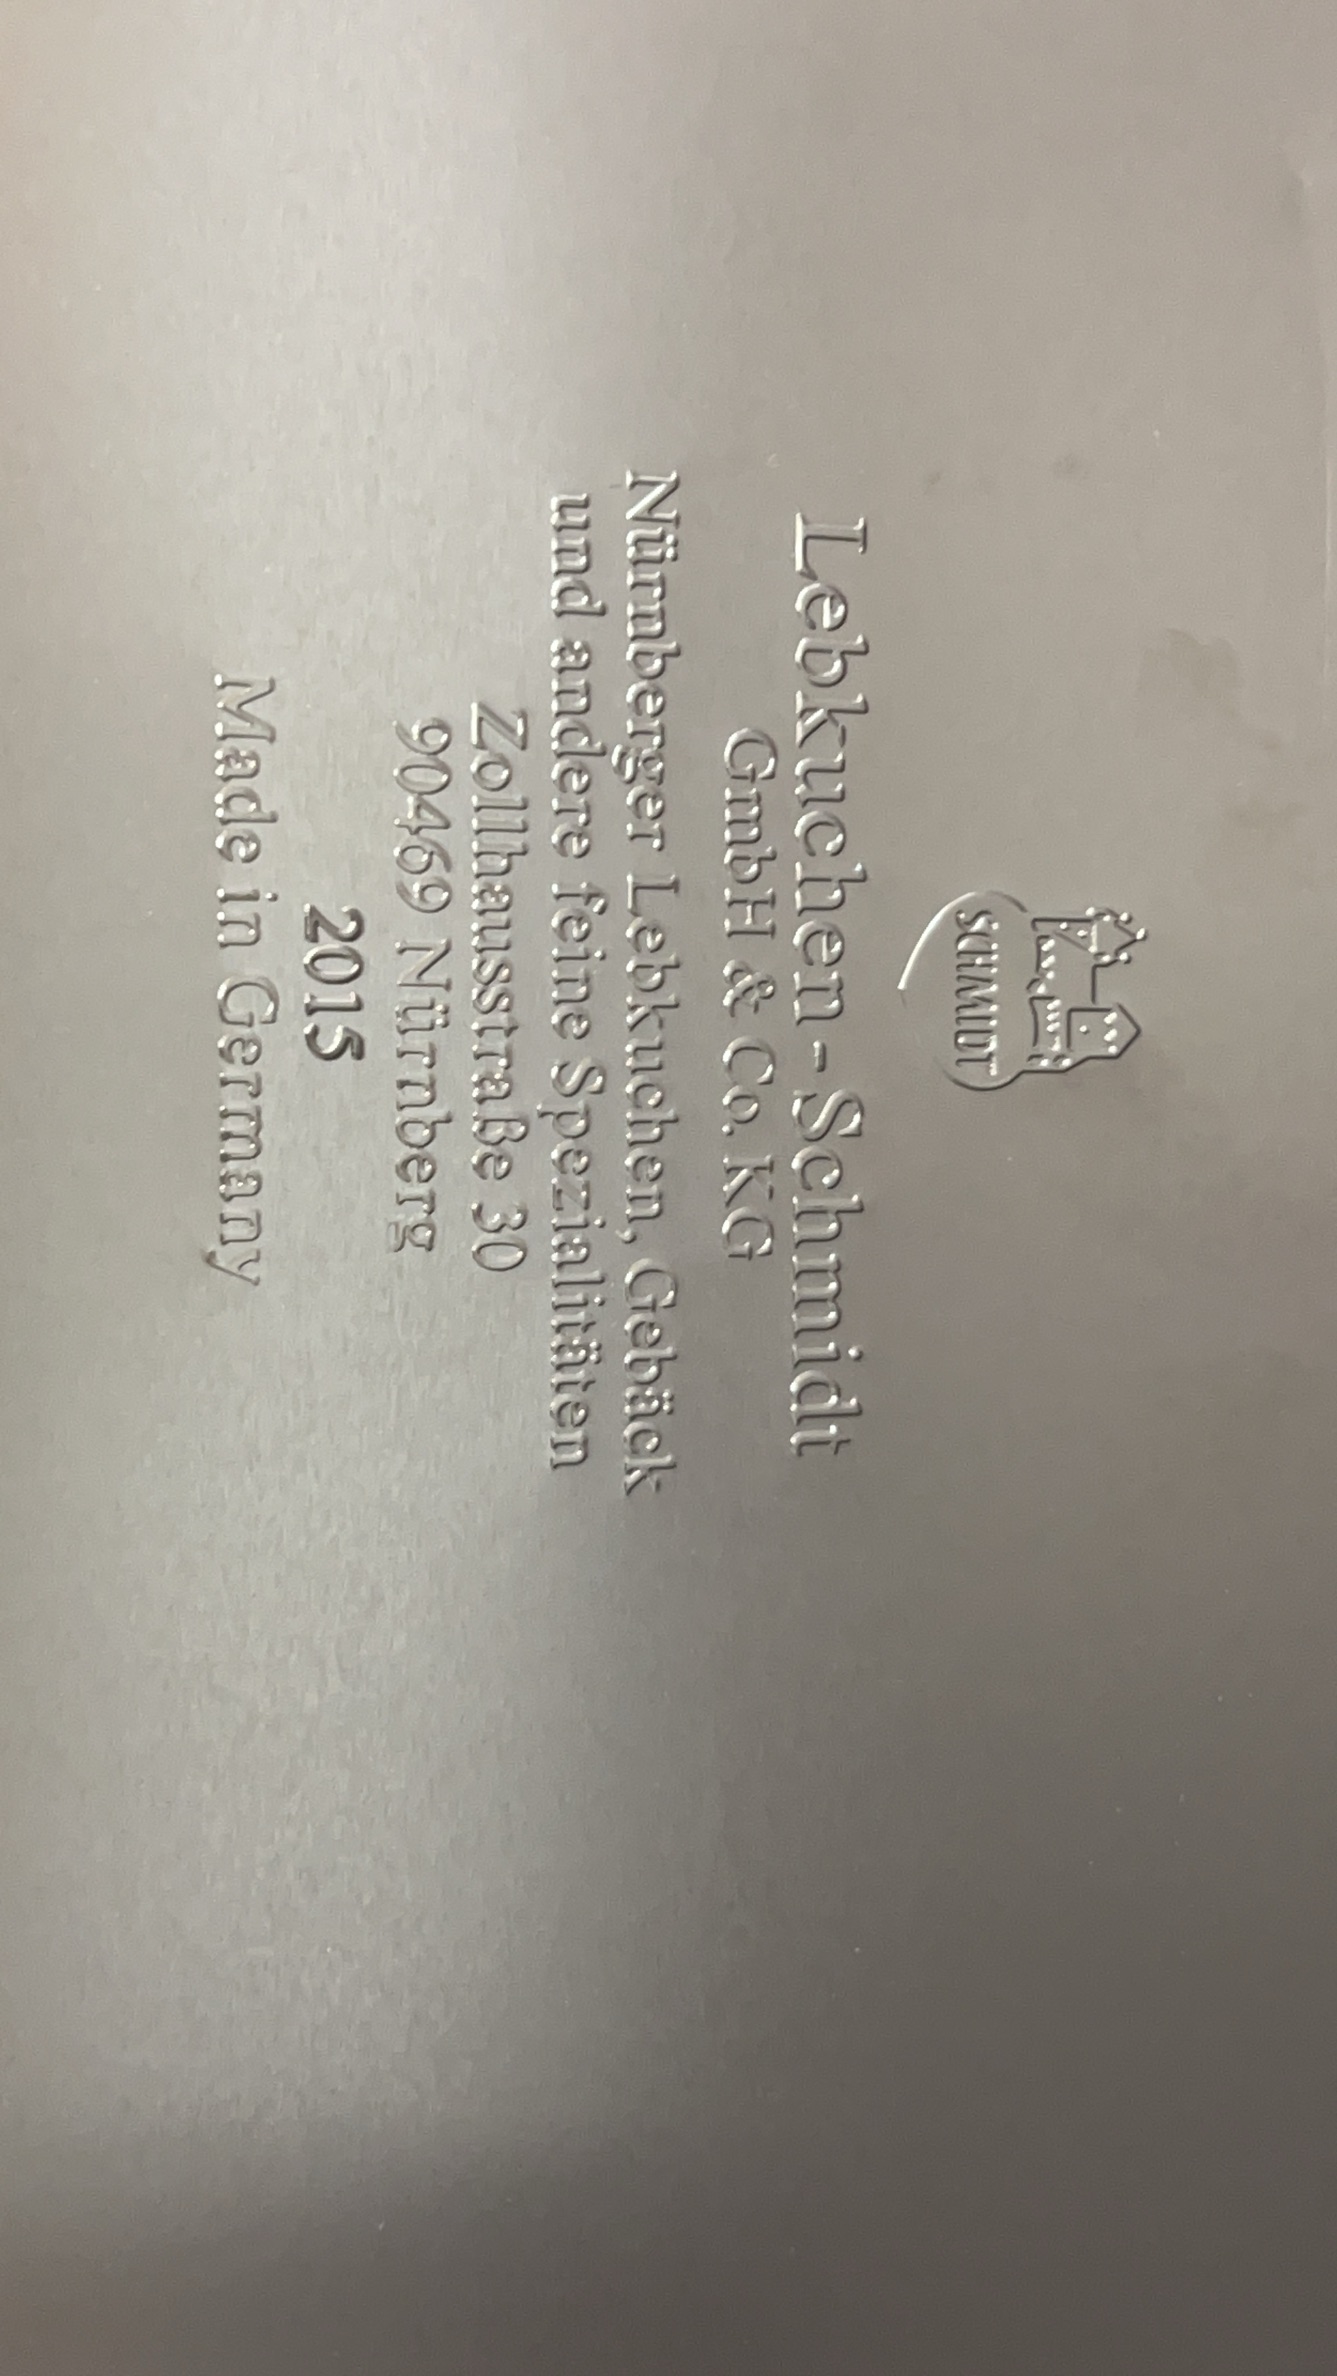 SCHMIDT
Lebkuchen - Schmidt
GmbH & Co. KG
Nürnberger Lebkuchen, Gebäck
und andere feine Spezialitäten
Zollhausstraße 30
90469 Nürnberg
2015
Made in Germany